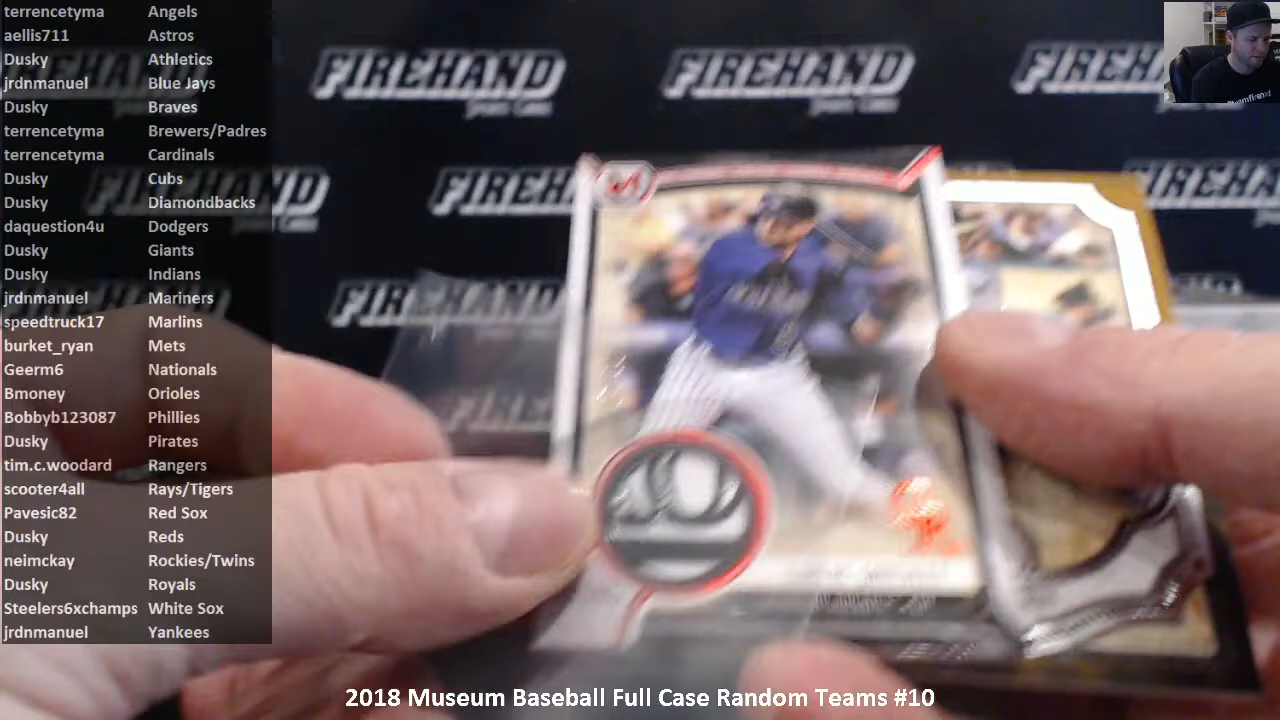 terrencetyma Angels
aellis711 Astros
Dusky Athletics
jrdnmanuel Blue Jays
Dusky Braves
terrencetyma Brewers/Padres
terrencetyma Cardinals
Dusky Cubs
Dusky Diamondbacks
daquestion4u Dodgers
Dusky Giants
Dusky Indians
jrdnmanuel Mariners
speedtruck17 Marlins
burket_ryan Mets
Geerm6 Nationals
Bmoney Orioles
Bobbyb123087 Phillies
Dusky Pirates
tim.c.woodard Rangers
scooter4all Rays/Tigers
Pavesic82 Red Sox
Dusky Reds
neimckay Rockies/Twins
Dusky Royals
Steelers6xchamps White Sox
jrdnmanuel Yankees
FIREHAND FIREHAND FIREH
FIREHAND FIREHAND FIREHA
FIREHAND
FIREHAND
2018 Museum Baseball Full Case Random Teams #10